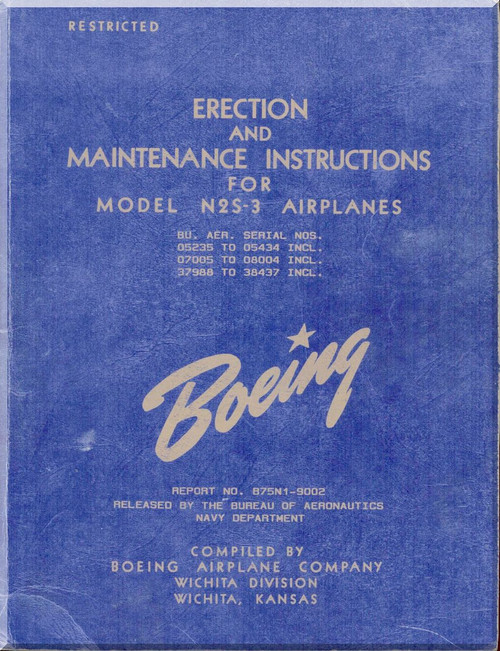 RESTRICTED
ERECTION
AND
MAINTENANCE INSTRUCTIONS
FOR
MODEL N2S-3 AIRPLANES
BU. AER. SERIAL NOS.
05235 TO 05434 INCL.
07005 TO 08004 INCL.
37988 TO 38437 INCL.
Boeing
REPORT NO. 875N1-9002
RELEASED BY THE BUREAU OF AERONAUTICS
NAVY DEPARTMENT
COMPILED BY
BOEING AIRPLANE COMPANY
WICHITA DIVISION
WICHITA, KANSAS